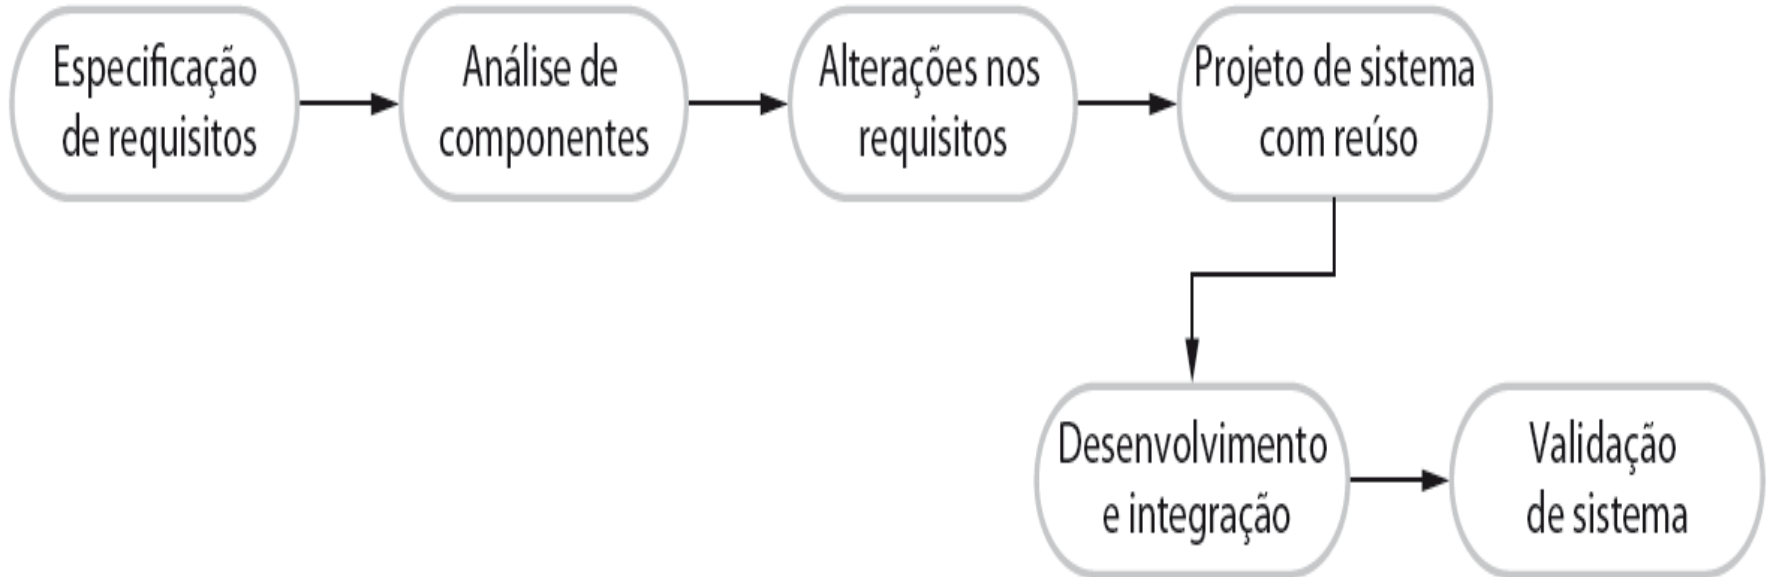 Especificação
de requisitos
Análise de
componentes
Alterações nos
requisitos
Projeto de sistema
com reúso
Desenvolvimento
e integração
Validação
de sistema